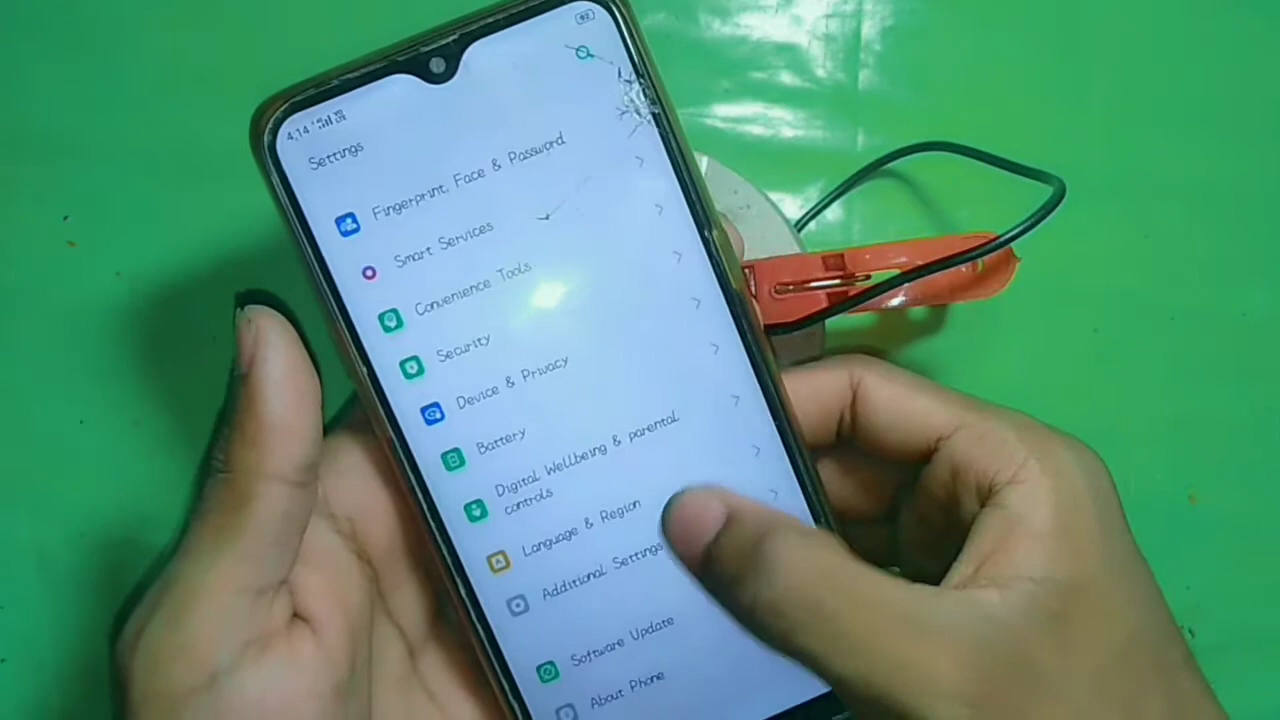 92
4:14
Settings
Fingerprint, Face & Password
Smart Services
Convenience Tools
Security
Device & Privacy
Battery
Digital Wellbeing & parental
controls
Language & Region
Additional Settings
Software Update
About Phone